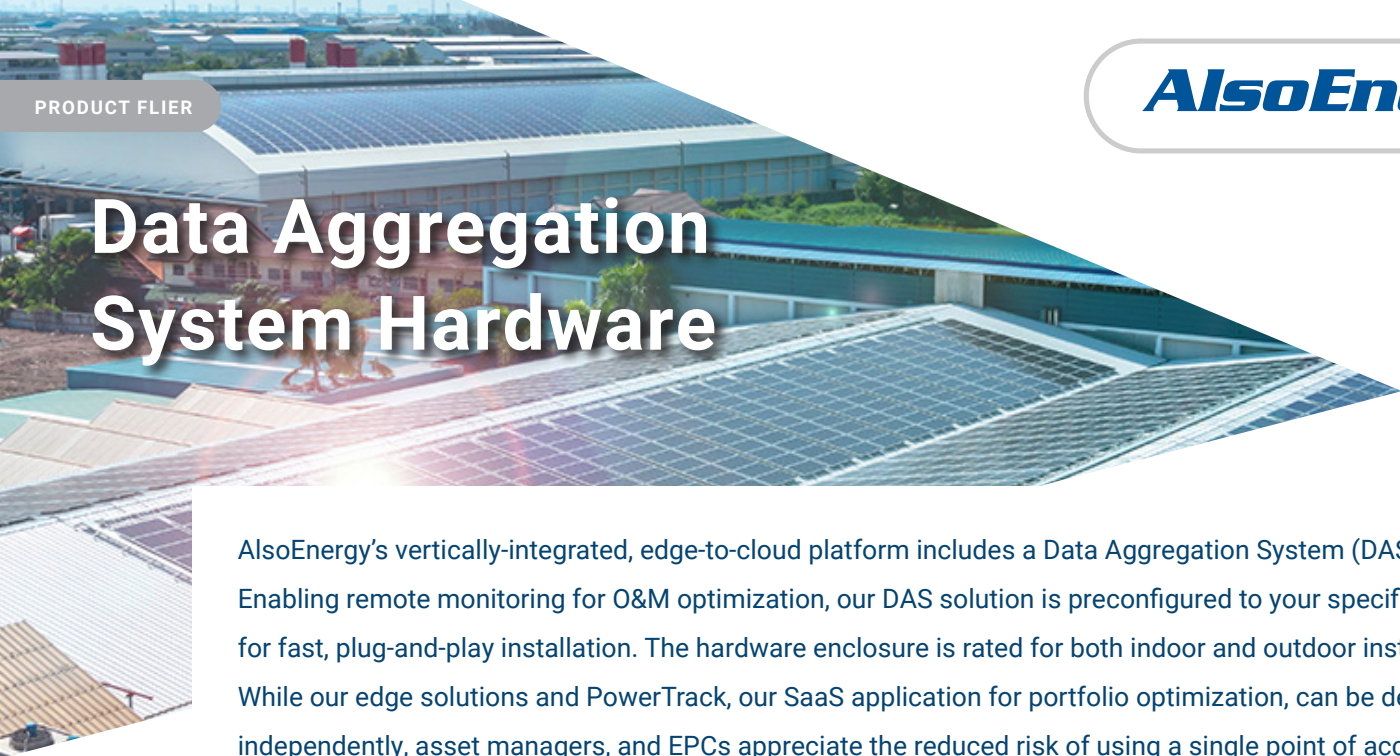 PRODUCT FLIER
AlsoEn
Data Aggregation
System Hardware
AlsoEnergy’s vertically-integrated, edge-to-cloud platform includes a Data Aggregation System (DAS
Enabling remote monitoring for O&M optimization, our DAS solution is preconfigured to your specif
for fast, plug-and-play installation. The hardware enclosure is rated for both indoor and outdoor inst
While our edge solutions and PowerTrack, our SaaS application for portfolio optimization, can be de
independently, asset managers, and EPCs appreciate the reduced risk of using a single point of acc